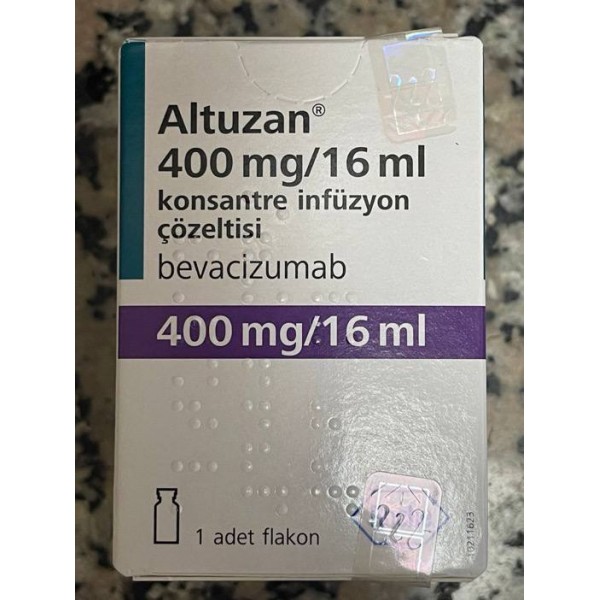 Altuzan®
400 mg/16 ml
konsantre infüzyon
çözeltisi
bevacizumab
400 mg/16 ml
1 adet flakon